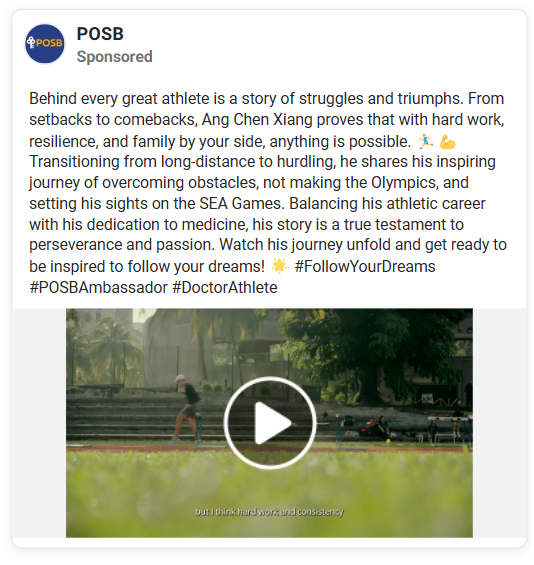 POSB
POSB
Sponsored
Behind every great athlete is a story of struggles and triumphs. From
setbacks to comebacks, Ang Chen Xiang proves that with hard work,
resilience, and family by your side, anything is possible. 🏃 💪
Transitioning from long-distance to hurdling, he shares his inspiring
journey of overcoming obstacles, not making the Olympics, and
setting his sights on the SEA Games. Balancing his athletic career
with his dedication to medicine, his story is a true testament to
perseverance and passion. Watch his journey unfold and get ready to
be inspired to follow your dreams! 🌟 #FollowYourDreams
#POSBAmbassador #DoctorAthlete
but I think hard work and consistency